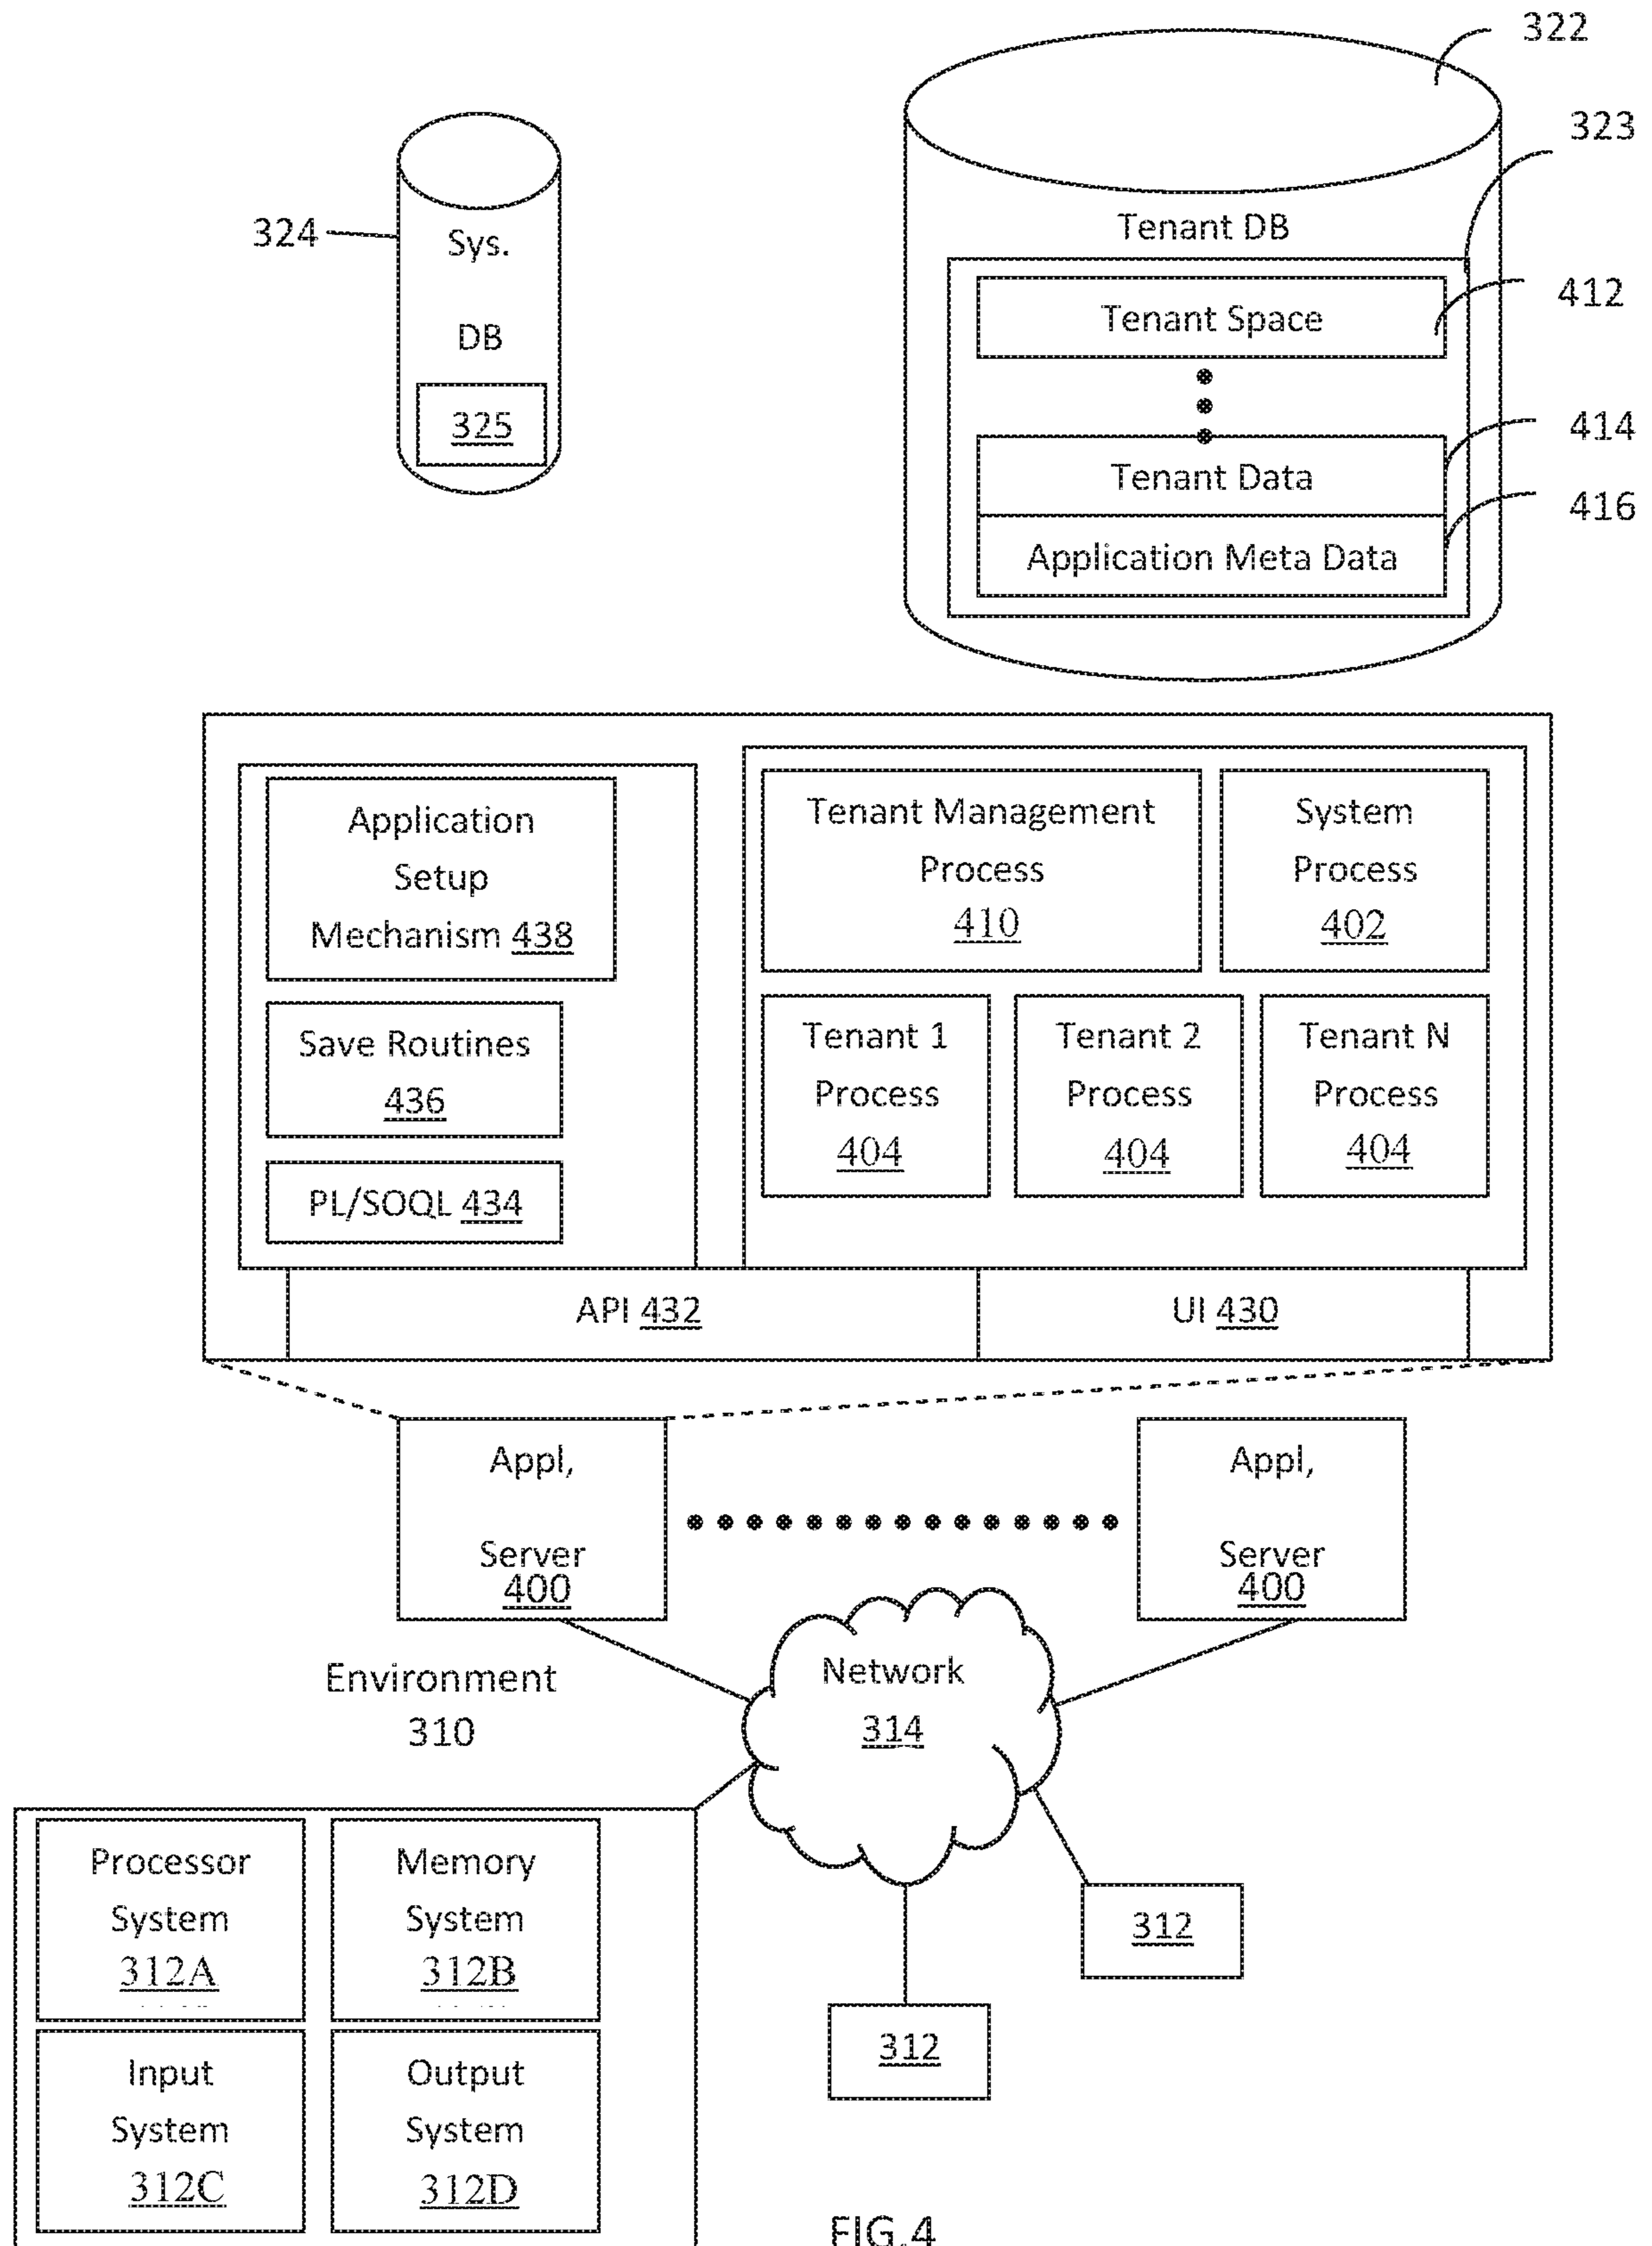 322
323
324
Sys.
DB
325
Tenant DB
Tenant Space
412
Tenant Data
414
Application Meta Data
416
Application
Setup
Mechanism 438
Save Routines
436
PL/SOQL 434
Tenant Management
Process
410
System
Process
402
Tenant 1
Process
404
Tenant 2
Process
404
Tenant N
Process
404
API 432
UI 430
Appl,
Server
400
Appl,
Server
400
Environment
310
Network
314
Processor
System
312A
Memory
System
312B
Input
System
312C
Output
System
312D
312
312
FIG.4